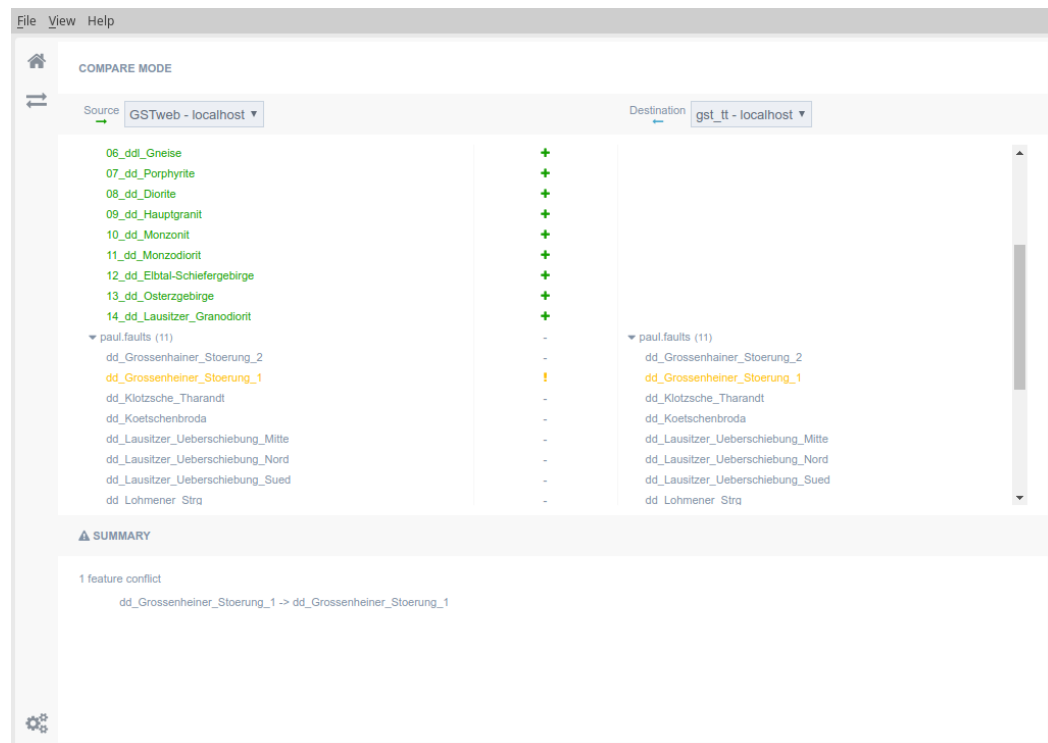 File View Help
COMPARE MODE
Source GSTweb - localhost Destination gst_tt - localhost
06_ddl_Gneise +
07_dd_Porphyrite +
08_dd_Diorite +
09_dd_Hauptgranit +
10_dd_Monzonit +
11_dd_Monzodiorit +
12_dd_Elbtal-Schiefergebirge +
13_dd_Osterzgebirge +
14_dd_Lausitzer_Granodiorit +
paul.faults (11) - paul.faults (11)
dd_Grossenhainer_Stoerung_2 - dd_Grossenhainer_Stoerung_2
dd_Grossenheiner_Stoerung_1 ! dd_Grossenheiner_Stoerung_1
dd_Klotzsche_Tharandt - dd_Klotzsche_Tharandt
dd_Koetschenbroda - dd_Koetschenbroda
dd_Lausitzer_Ueberschiebung_Mitte - dd_Lausitzer_Ueberschiebung_Mitte
dd_Lausitzer_Ueberschiebung_Nord - dd_Lausitzer_Ueberschiebung_Nord
dd_Lausitzer_Ueberschiebung_Sued - dd_Lausitzer_Ueberschiebung_Sued
dd_Lohmener_Strg - dd_Lohmener_Strg
SUMMARY
1 feature conflict
dd_Grossenheiner_Stoerung_1 -> dd_Grossenheiner_Stoerung_1